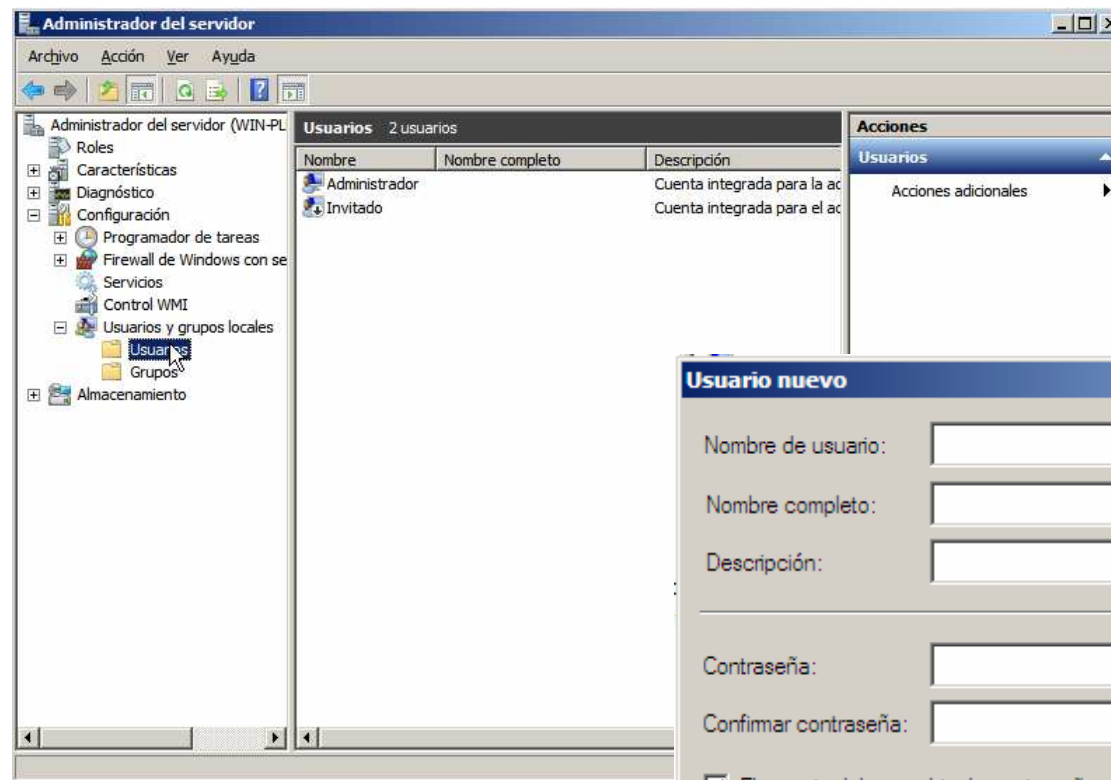 Administrador del servidor
Archivo Acción Ver Ayuda
Administrador del servidor (WIN-PL
Roles
Características
Diagnóstico
Configuración
Programador de tareas
Firewall de Windows con se
Servicios
Control WMI
Usuarios y grupos locales
Usuarios
Grupos
Almacenamiento
Usuarios 2 usuarios
Nombre Nombre completo Descripción
Administrador Cuenta integrada para la ad
Invitado Cuenta integrada para el ac
Acciones
Usuarios
Acciones adicionales
Usuario nuevo
Nombre de usuario:
Nombre completo:
Descripción:
Contraseña:
Confirmar contraseña: